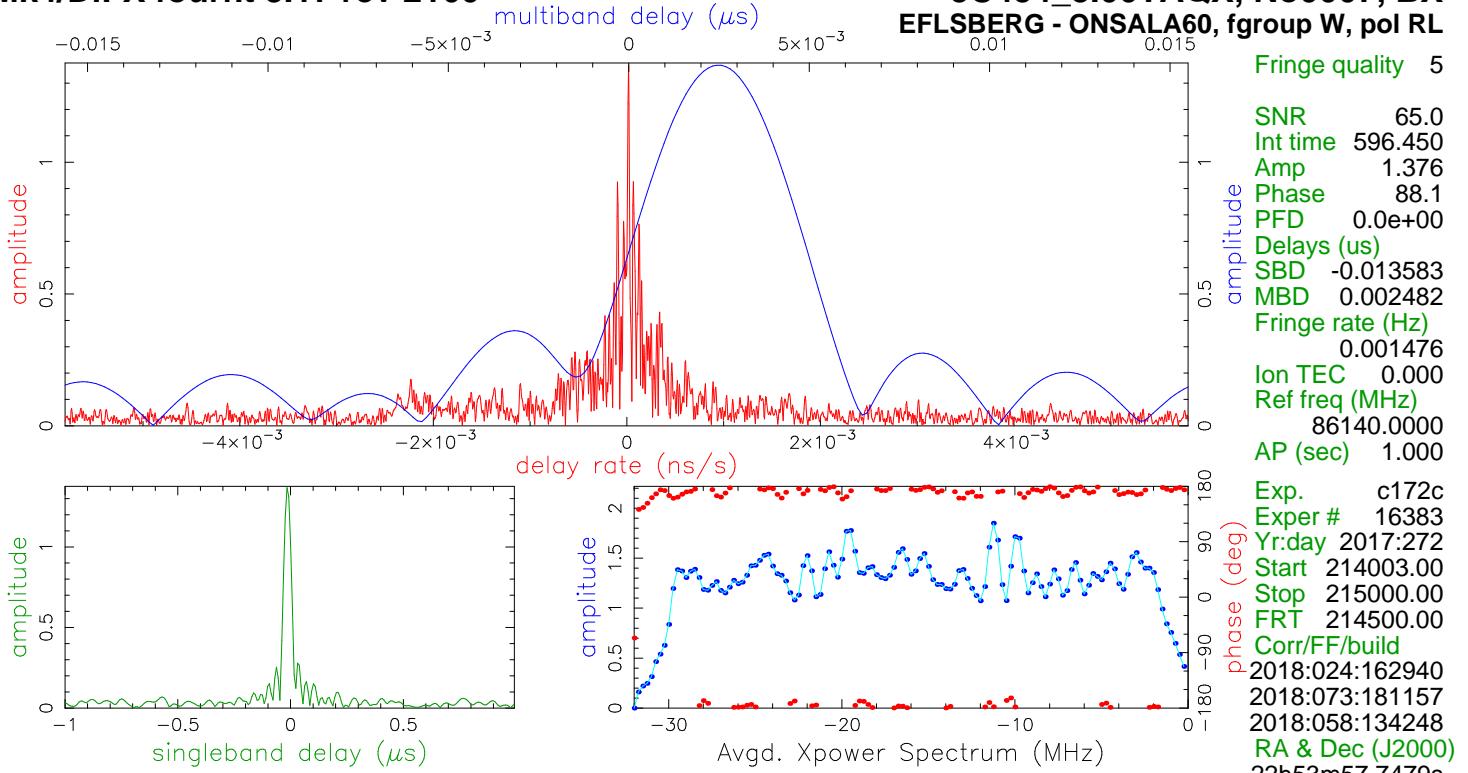 EFLSBERG - ONSALA60, fgroup W, pol RL
multiband delay (μs)
−0.015 −0.01 −5×10⁻³ 0 5×10⁻³ 0.01 0.015
amplitude
0 0.5 1
amplitude
0 0.5 1
−4×10⁻³ −2×10⁻³ 0 2×10⁻³ 4×10⁻³
delay rate (ns/s)
Fringe quality 5
SNR 65.0
Int time 596.450
Amp 1.376
Phase 88.1
PFD 0.0e+00
Delays (us)
SBD -0.013583
MBD 0.002482
Fringe rate (Hz)
0.001476
Ion TEC 0.000
Ref freq (MHz)
86140.0000
AP (sec) 1.000
Exp. c172c
Exper # 16383
Yr:day 2017:272
Start 214003.00
Stop 215000.00
FRT 214500.00
Corr/FF/build
2018:024:162940
2018:073:181157
2018:058:134248
RA & Dec (J2000)
amplitude
0 0.5 1
−1 −0.5 0 0.5
singleband delay (μs)
amplitude
0 0.5 1 1.5 2
−30 −20 −10 0
Avgd. Xpower Spectrum (MHz)
phase (deg)
−180 −90 0 90 180